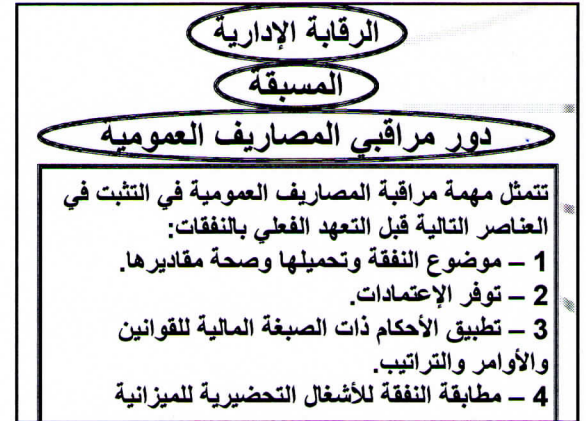 الرقابة الإدارية
المسبقة
دور مراقبي المصاريف العمومية
تتمثل مهمة مراقبة المصاريف العمومية في التثبت في
العناصر التالية قبل التعهد الفعلي بالنفقات:
1 – موضوع النفقة وتحميلها وصحة مقاديرها.
2 – توفر الإعتمادات.
3 – تطبيق الأحكام ذات الصبغة المالية للقوانين
والأوامر والتراتيب.
4 – مطابقة النفقة للأشغال التحضيرية للميزانية